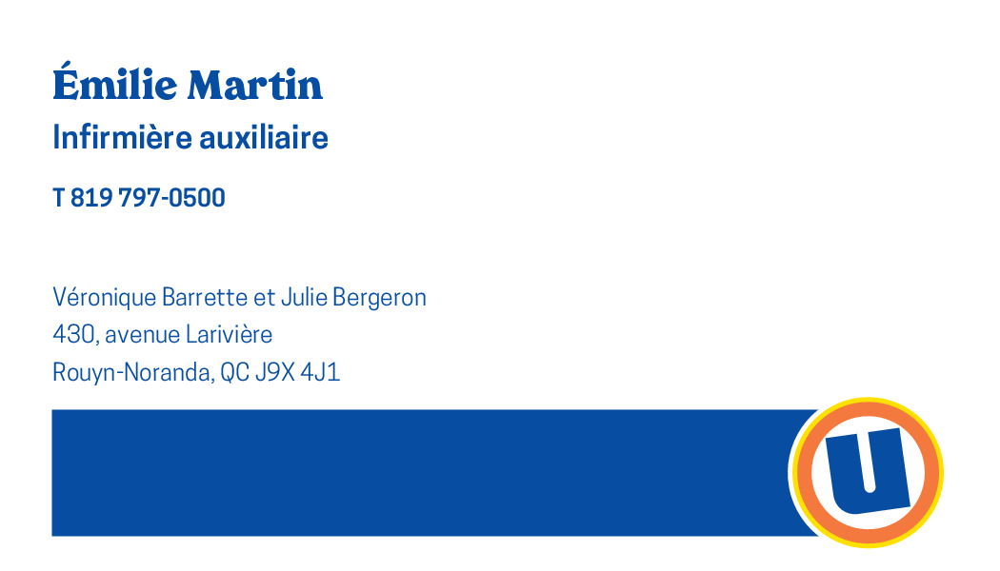 Émilie Martin
Infirmière auxiliaire
T 819 797-0500
Véronique Barrette et Julie Bergeron
430, avenue Larivière
Rouyn-Noranda, QC J9X 4J1
u